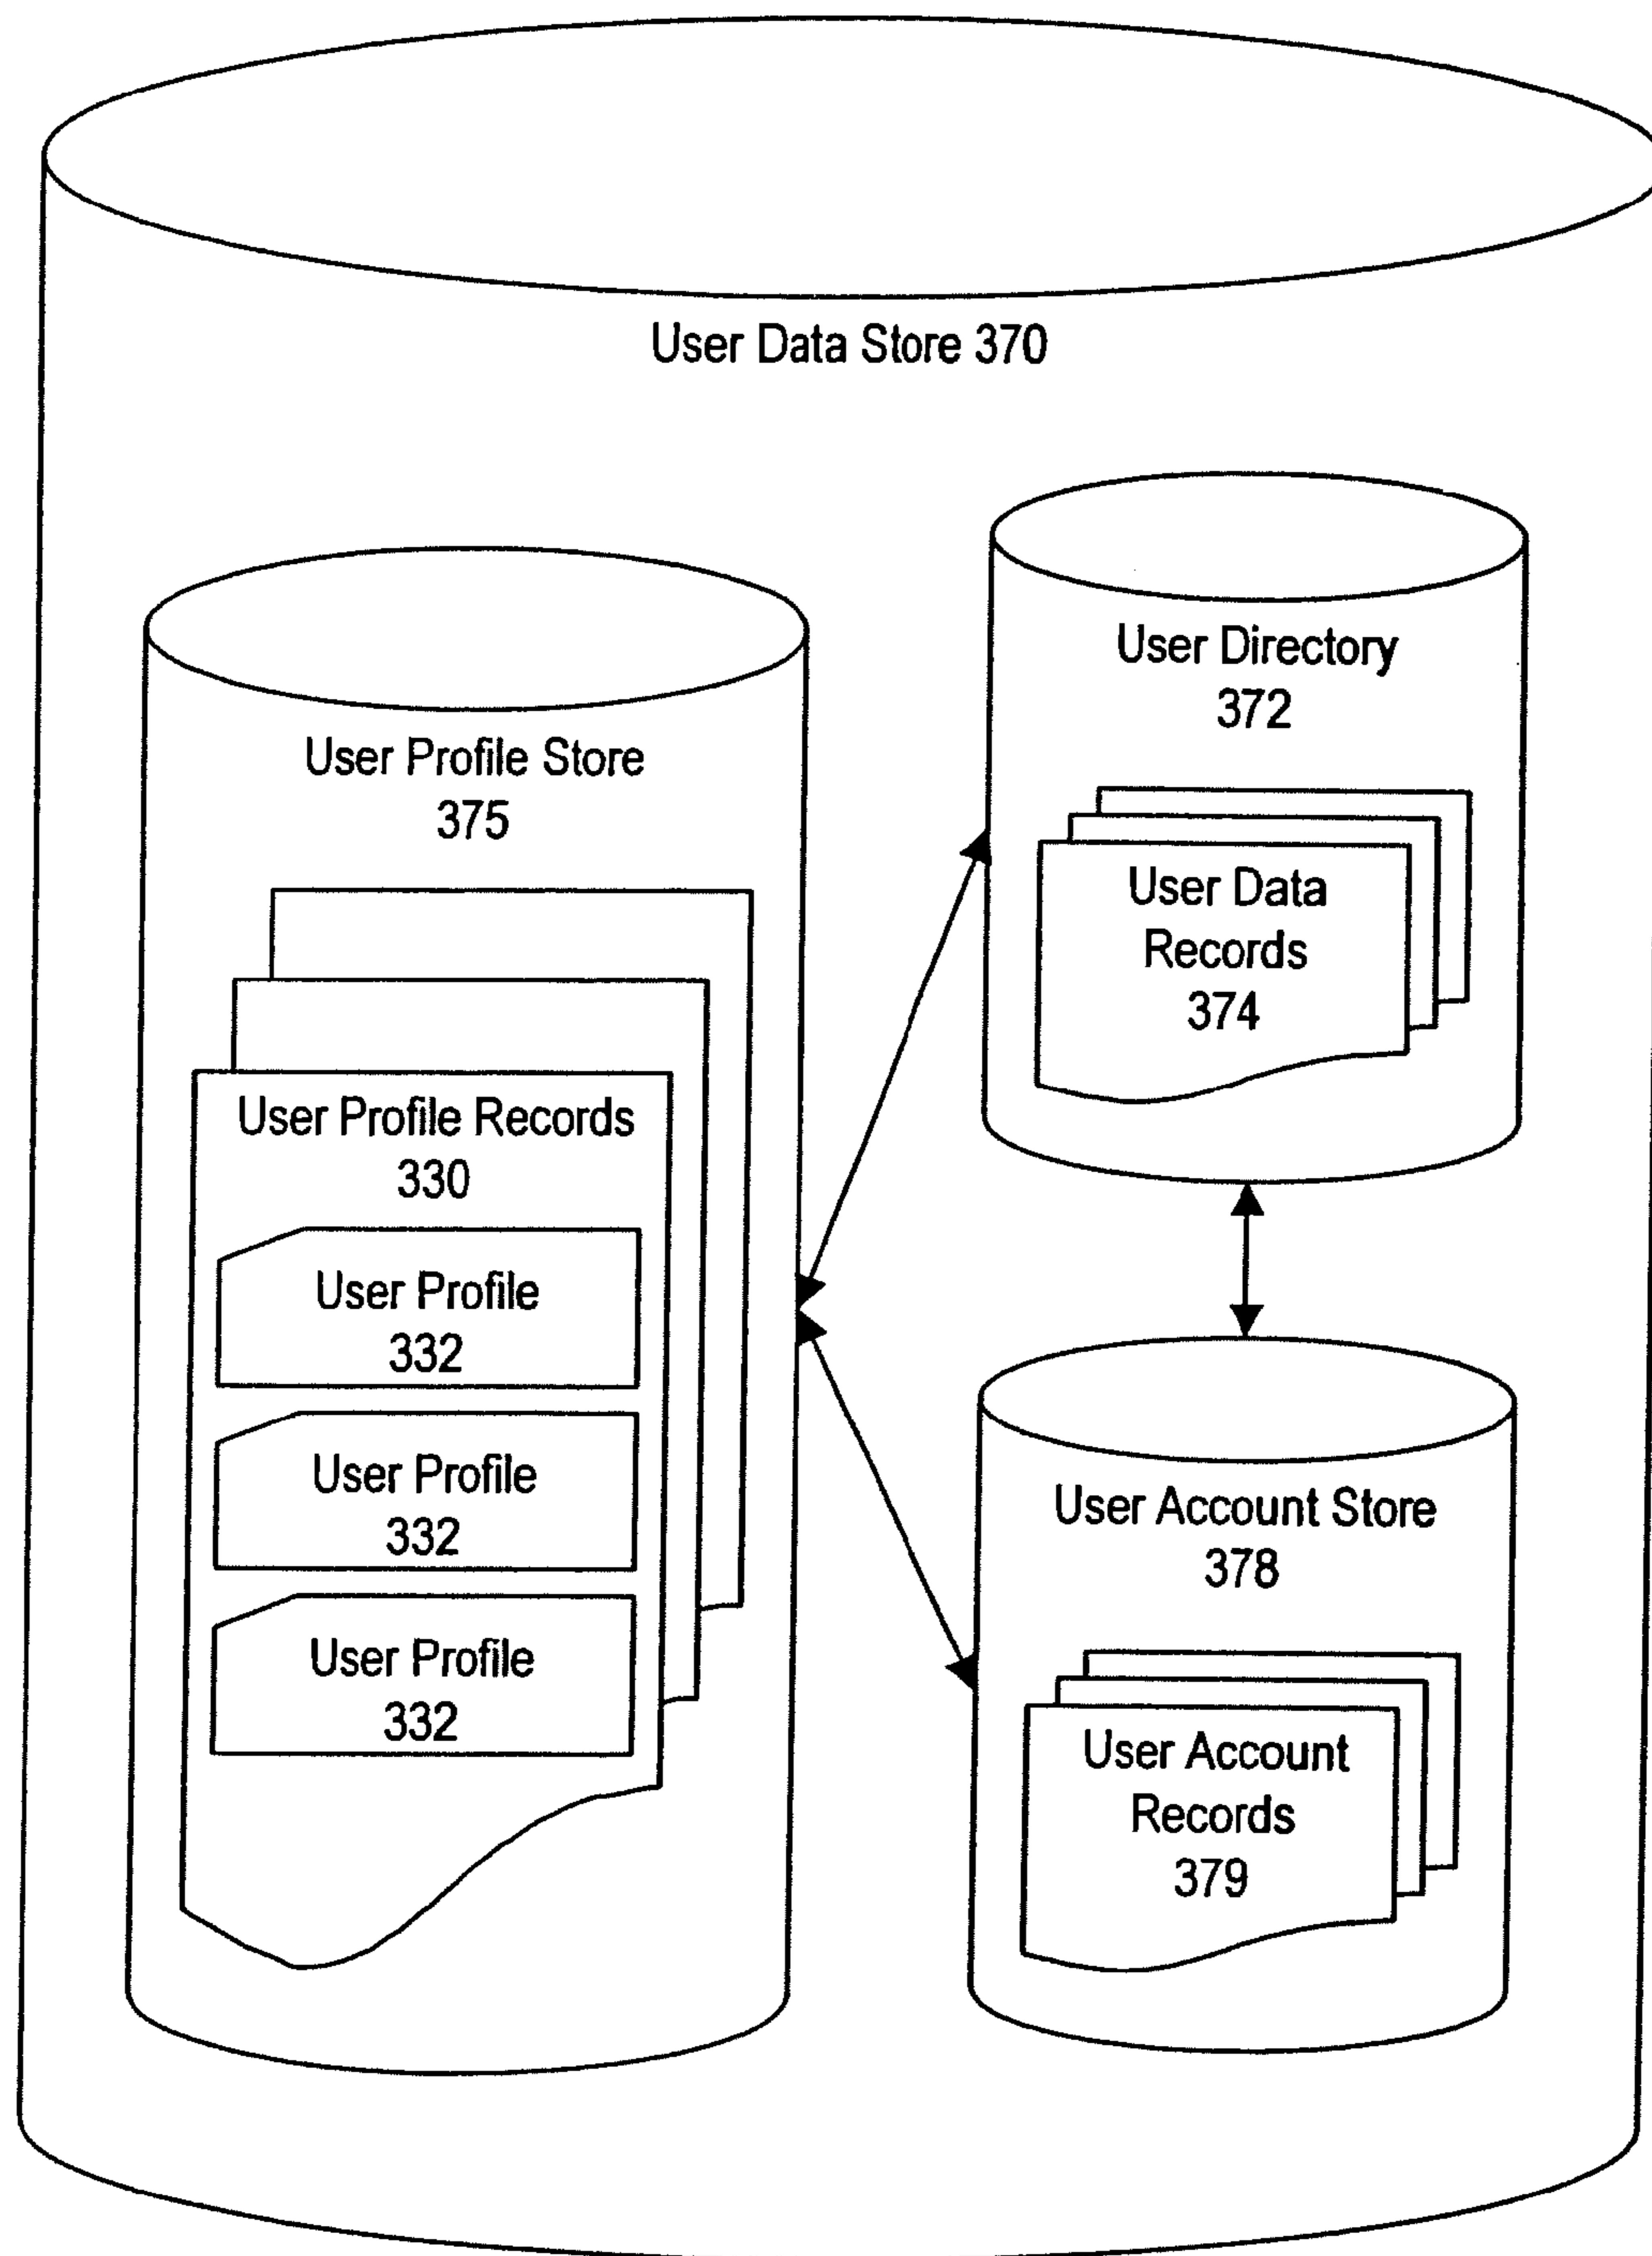 User Data Store 370
User Profile Store
375
User Profile Records
330
User Profile
332
User Profile
332
User Profile
332
User Directory
372
User Data
Records
374
User Account Store
378
User Account
Records
379